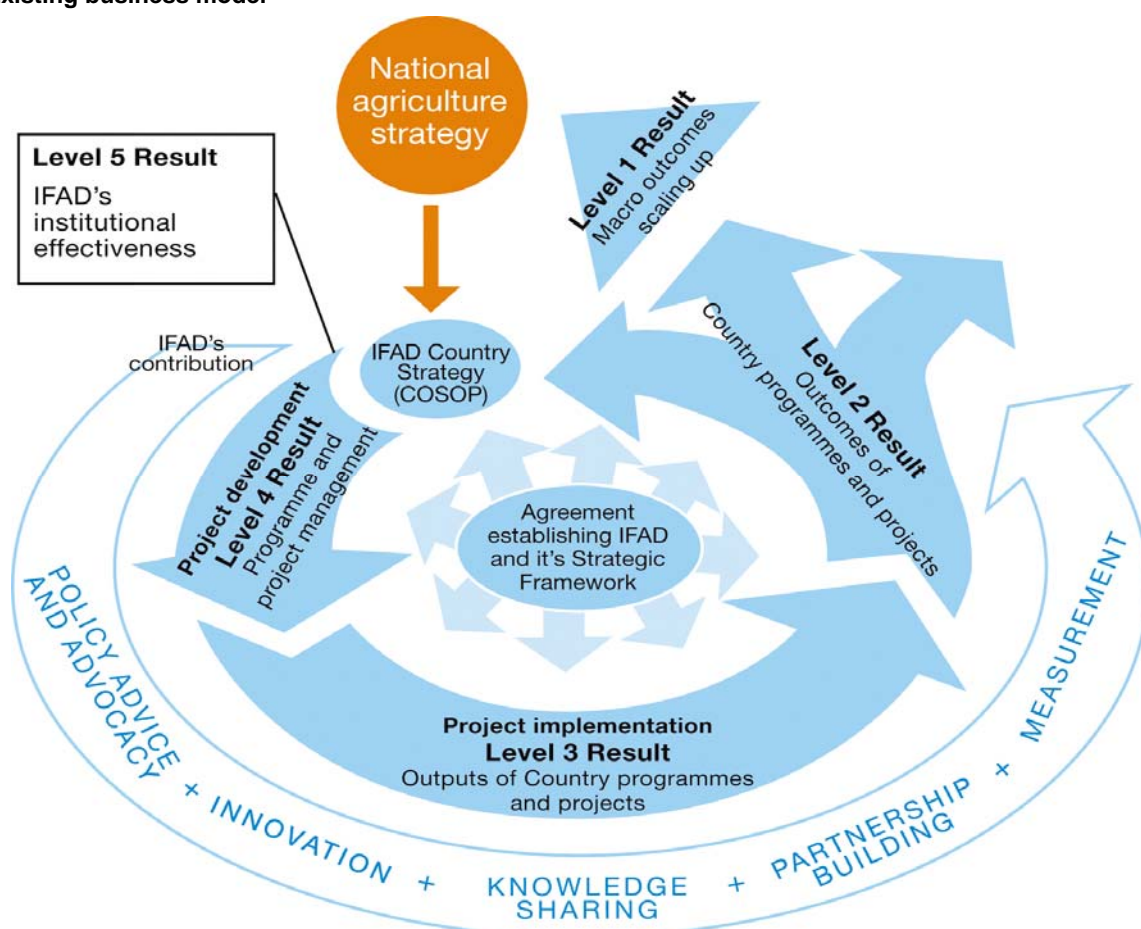 existing business model
National
agriculture
strategy
Level 5 Result
IFAD's
institutional
effectiveness
Level 1 Result
Macro outcomes
scaling up
IFAD's
contribution
IFAD Country
Strategy
(COSOP)
Project development
Level 4 Result
Programme and
project management
Level 2 Result
Outcomes of
Country programmes and projects
Agreement
establishing IFAD
and it's Strategic
Framework
Project implementation
Level 3 Result
Outputs of Country programmes
and projects
POLICY ADVICE
AND ADVOCACY
+ INNOVATION +
KNOWLEDGE
SHARING
+ PARTNERSHIP
BUILDING
+ MEASUREMENT